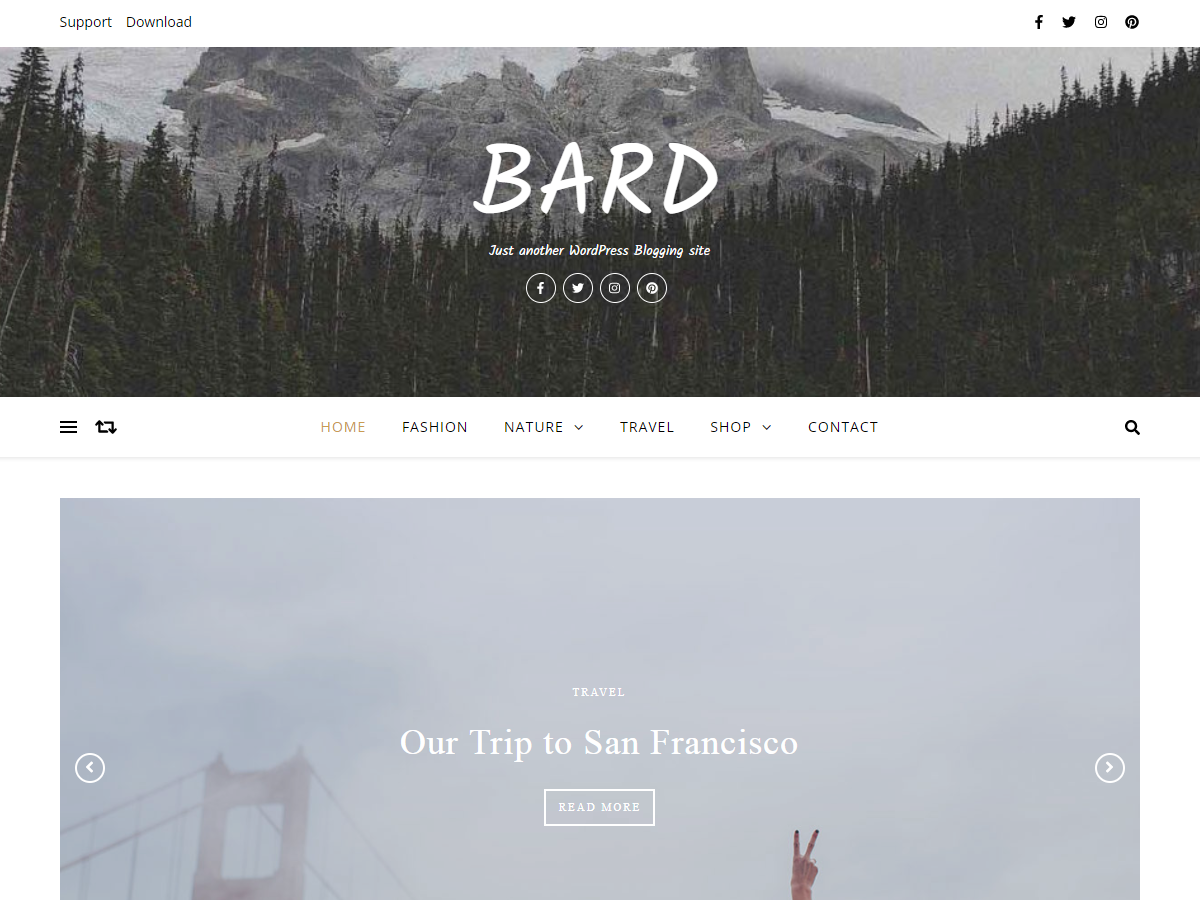 Support Download
BARD
Just another WordPress Blogging site
HOME FASHION NATURE TRAVEL SHOP CONTACT
TRAVEL
Our Trip to San Francisco
READ MORE